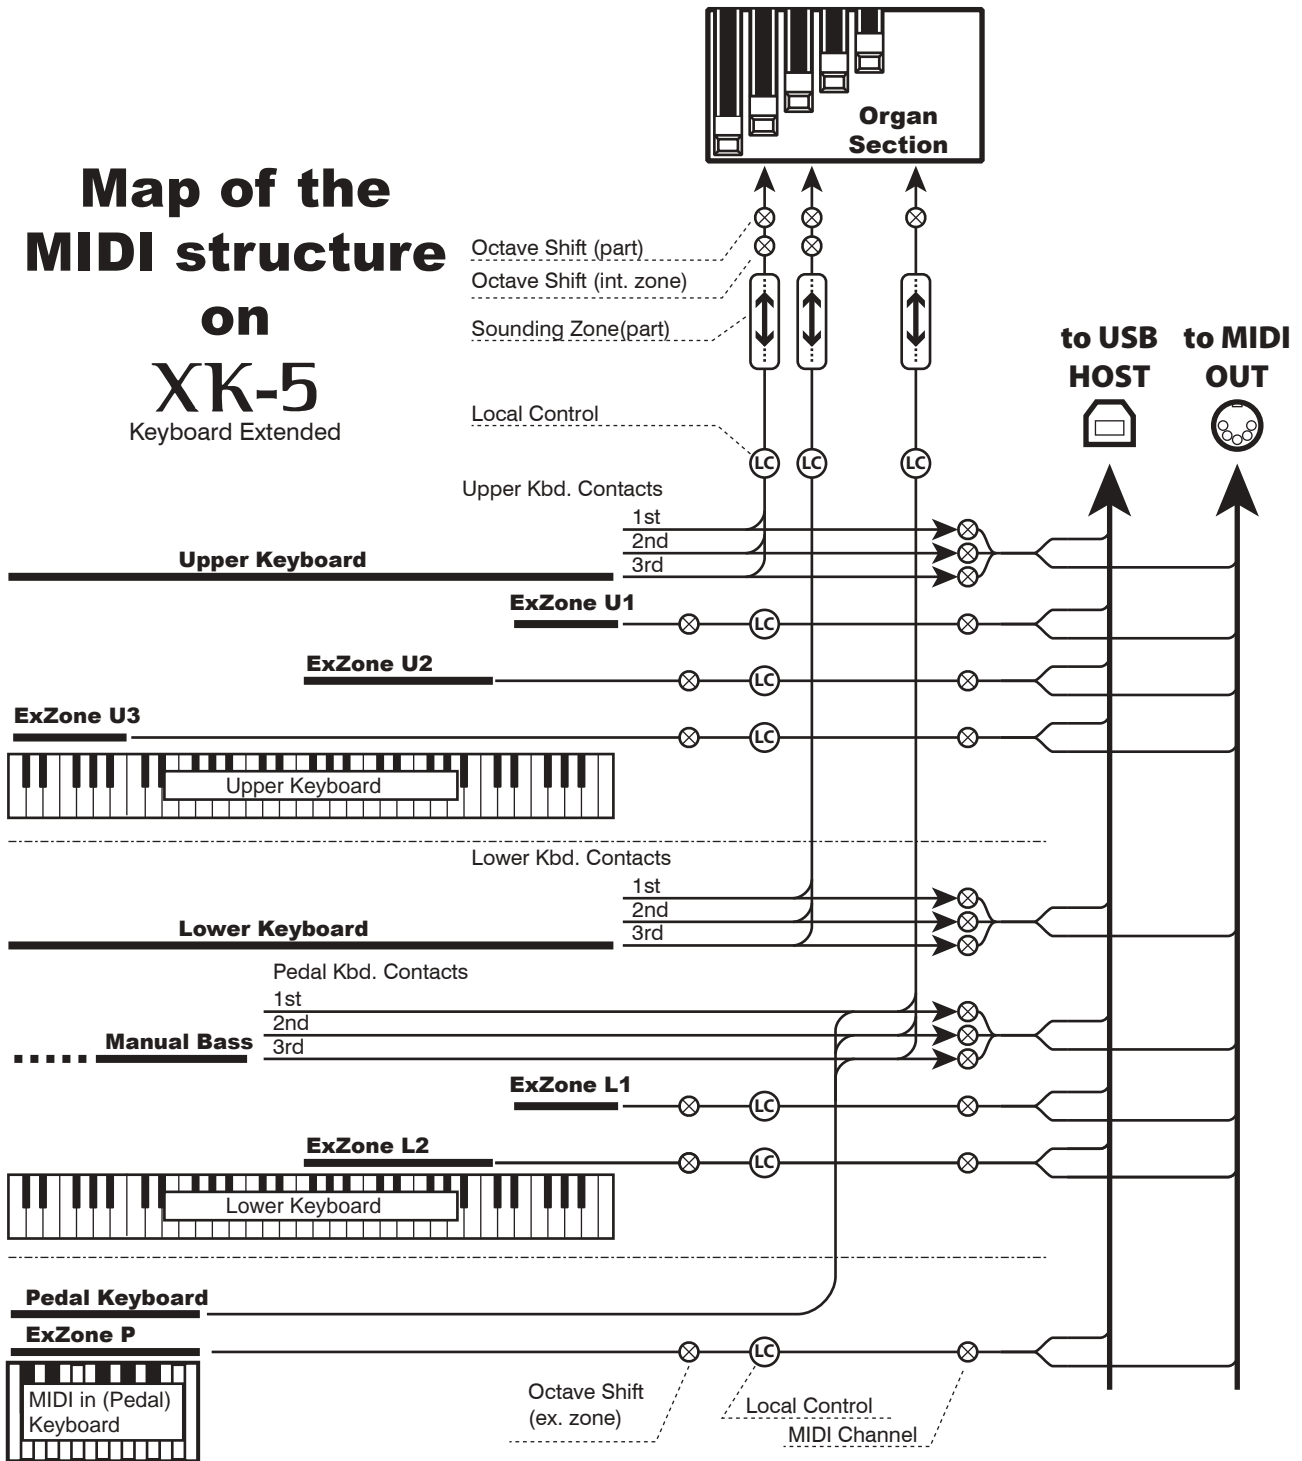 Organ
Section
Map of the
MIDI structure
on
XK-5
Keyboard Extended
Octave Shift (part)
Octave Shift (int. zone)
Sounding Zone(part)
Local Control
to USB
HOST
to MIDI
OUT
LC LC LC
Upper Kbd. Contacts
1st
2nd
3rd
Upper Keyboard
ExZone U1
LC
ExZone U2
LC
ExZone U3
LC
Upper Keyboard
Lower Kbd. Contacts
1st
2nd
3rd
Lower Keyboard
Pedal Kbd. Contacts
1st
2nd
3rd
Manual Bass
ExZone L1
LC
ExZone L2
LC
Lower Keyboard
Pedal Keyboard
ExZone P
LC
MIDI in (Pedal)
Keyboard
Octave Shift
(ex. zone)
Local Control
MIDI Channel